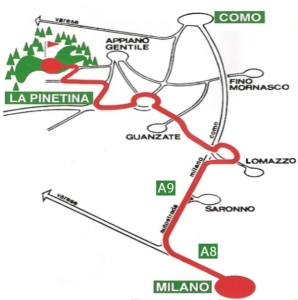 varese
COMO
APPIANO
GENTILE
FINO
MORNASCO
LA PINETINA
GUANZATE
como
milano
LOMAZZO
A9
autostrada
SARONNO
varese
A8
MILANO